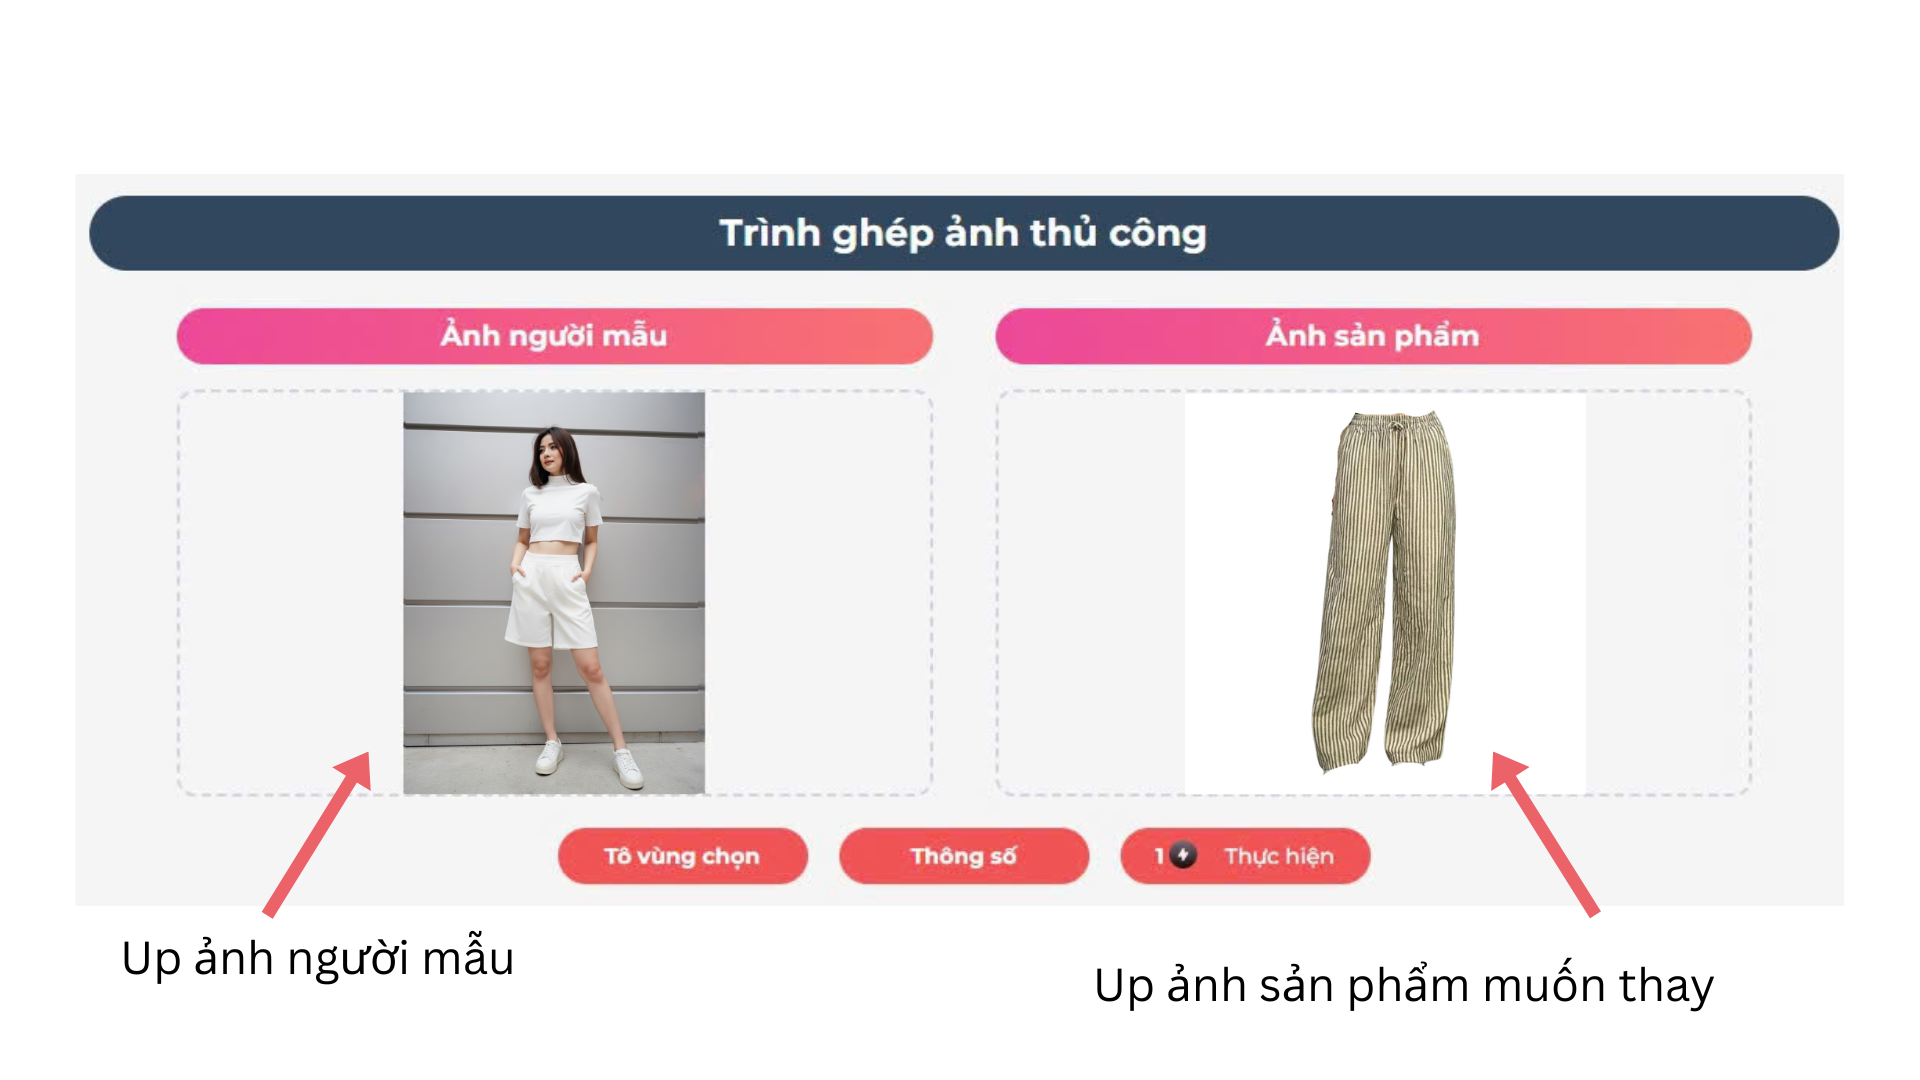 Trình ghép ảnh thủ công
Ảnh người mẫu
Ảnh sản phẩm
Tô vùng chọn
Thông số
1 Thực hiện
Up ảnh người mẫu
Up ảnh sản phẩm muốn thay